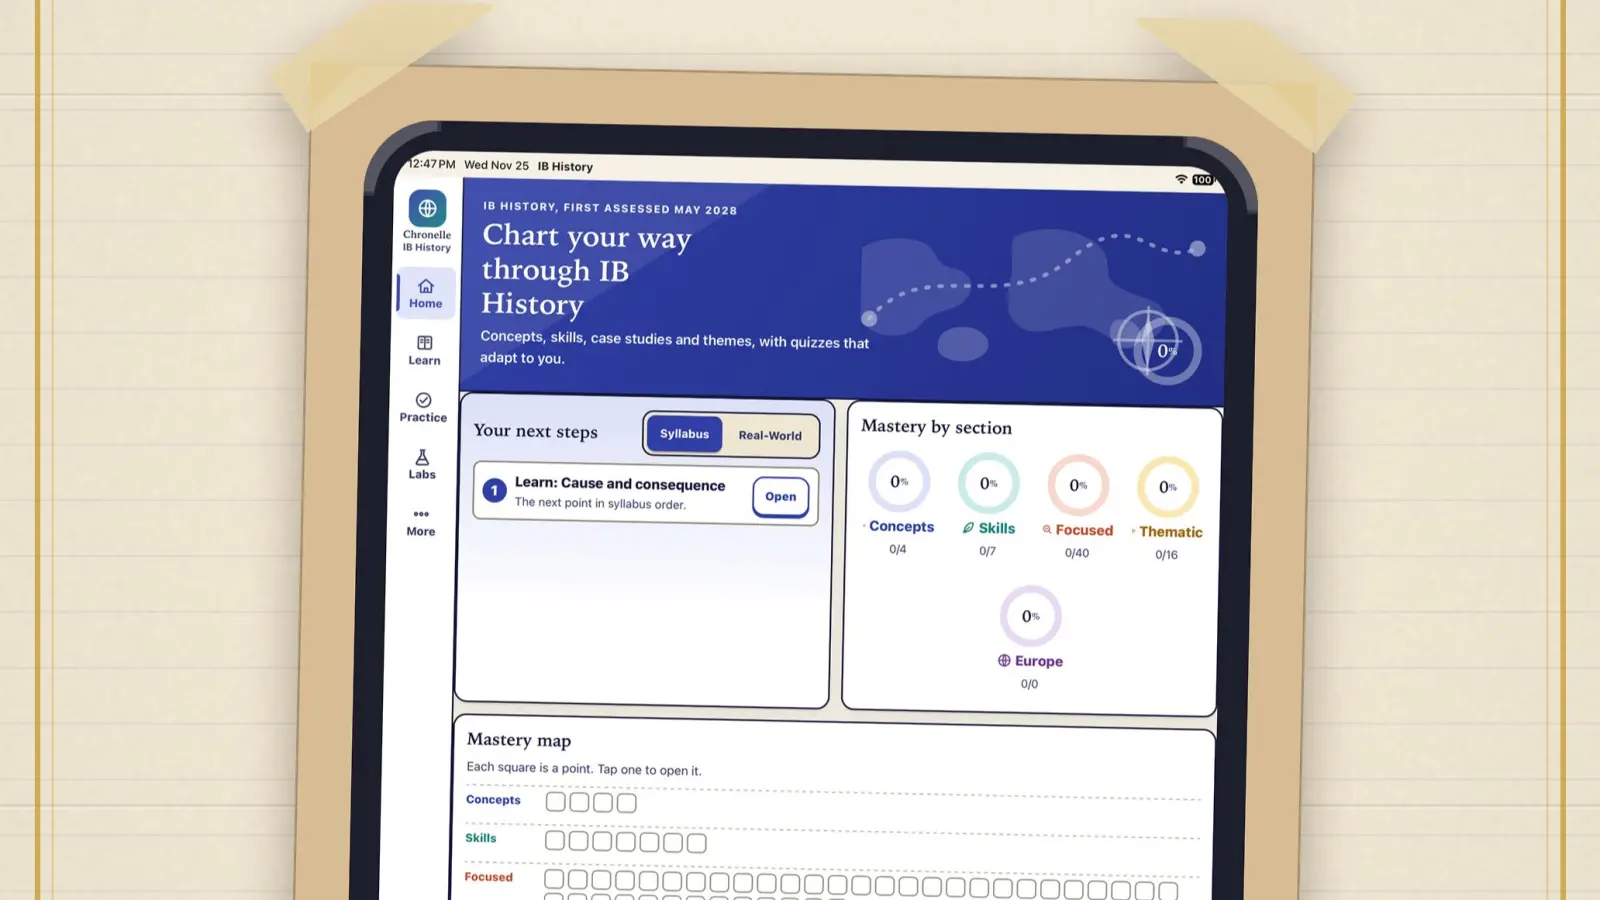 12:47 PM Wed Nov 25 IB History
100
Chronelle
IB History
Home
Learn
Practice
Labs
More
IB HISTORY, FIRST ASSESSED MAY 2028
Chart your way
through IB
History
Concepts, skills, case studies and themes, with quizzes that
adapt to you.
0%
Your next steps
Syllabus
Real-World
1
Learn: Cause and consequence
The next point in syllabus order.
Open
Mastery by section
0%
Concepts
0/4
0%
Skills
0/7
0%
Focused
0/40
0%
Thematic
0/16
0%
Europe
0/0
Mastery map
Each square is a point. Tap one to open it.
Concepts
Skills
Focused